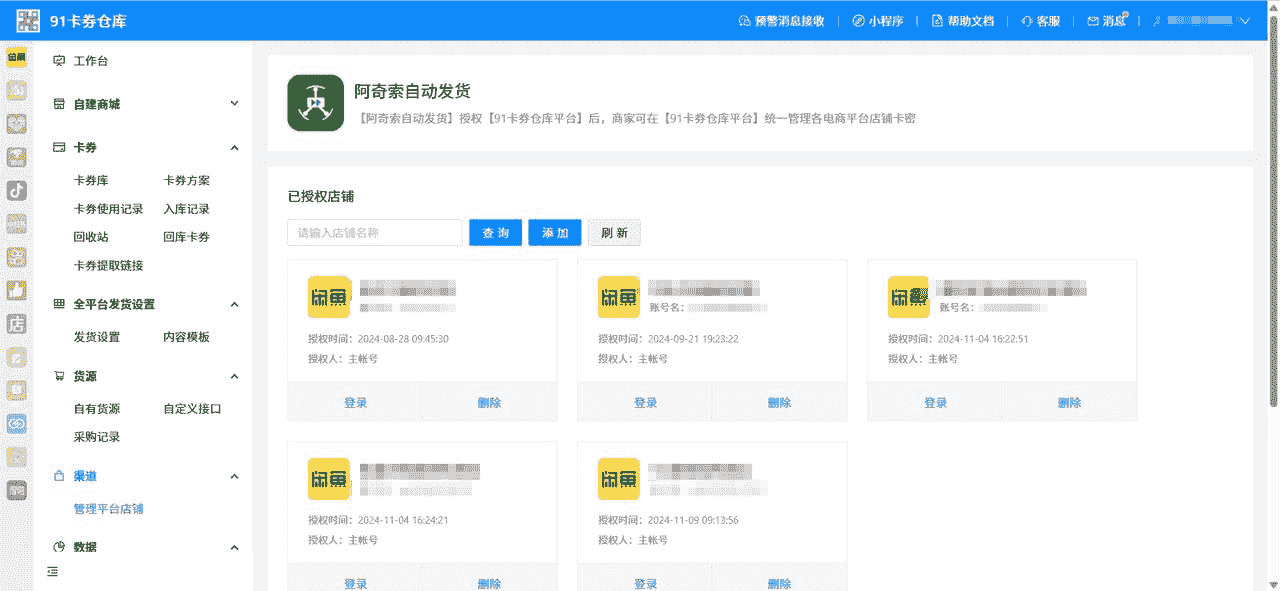 91卡券仓库
预警消息接收
小程序
帮助文档
客服
消息
工作台
自建商城
卡券
卡券库 卡券方案
卡券使用记录 入库记录
回收站 回库卡券
卡券提取链接
全平台发货设置
发货设置 内容模板
货源
自有货源 自定义接口
采购记录
渠道
管理平台店铺
数据
阿奇索自动发货
【阿奇索自动发货】授权【91卡券仓库平台】后，商家可在【91卡券仓库平台】统一管理各电商平台店铺卡密
已授权店铺
请输入店铺名称
查 询
添 加
刷 新
闲鱼
授权时间：2024-08-28 09:45:30
授权人：主帐号
登录 删除
闲鱼
账号名：
授权时间：2024-09-21 19:23:22
授权人：主帐号
登录 删除
闲鱼
账号名：
授权时间：2024-11-04 16:22:51
授权人：主帐号
登录 删除
闲鱼
授权时间：2024-11-04 16:24:21
授权人：主帐号
登录 删除
闲鱼
授权时间：2024-11-09 09:13:56
授权人：主帐号
登录 删除